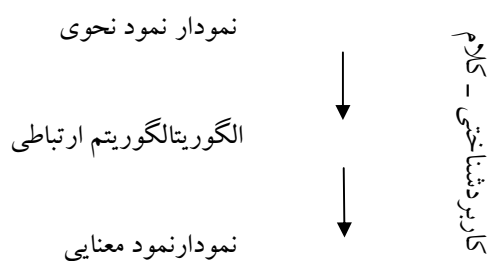 نمودار نمود نحوی
الگوریتالگوریتم ارتباطی
نمودارنمود معنایی
کاربردشناختی - کلام